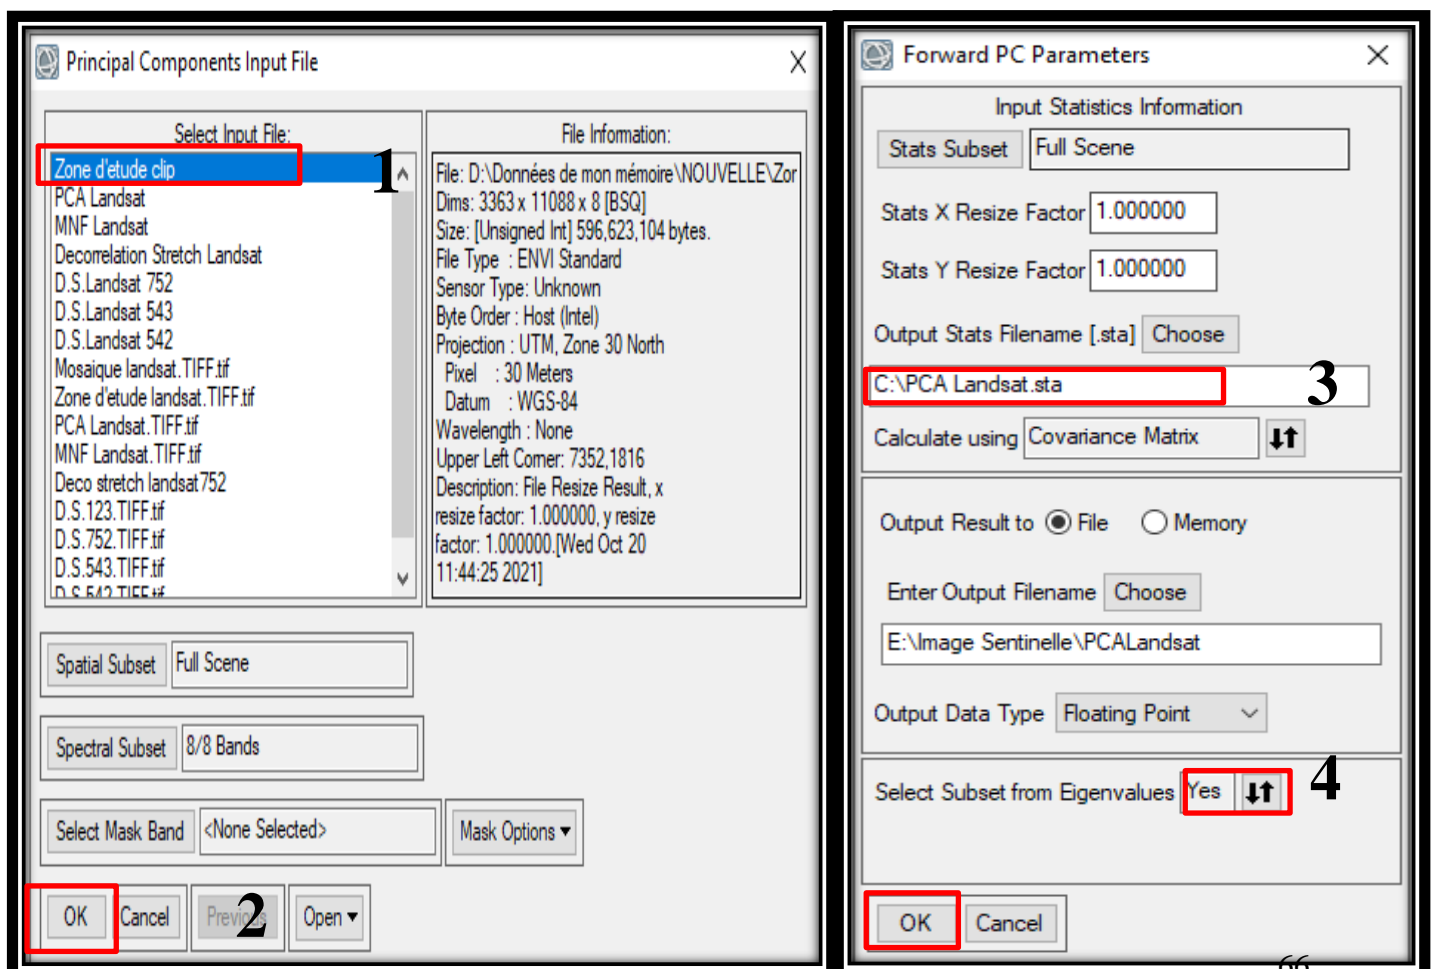 Principal Components Input File
X
Select Input File:
1
Zone d'etude clip
PCA Landsat
MNF Landsat
Decorrelation Stretch Landsat
D.S.Landsat 752
D.S.Landsat 543
D.S.Landsat 542
Mosaique landsat.TIFF.tif
Zone d'etude landsat.TIFF.tif
PCA Landsat.TIFF.tif
MNF Landsat.TIFF.tif
Deco stretch landsat752
D.S.123.TIFF.tif
D.S.752.TIFF.tif
D.S.543.TIFF.tif
D.S.542.TIFF.tif
File Information:
File: D:\Données de mon mémoire\NOUVELLE\Zor
Dims: 3363 x 11088 x 8 [BSQ]
Size: [Unsigned Int] 596,623,104 bytes.
File Type : ENVI Standard
Sensor Type: Unknown
Byte Order : Host (Intel)
Projection : UTM, Zone 30 North
Pixel : 30 Meters
Datum : WGS-84
Wavelength : None
Upper Left Corner: 7352,1816
Description: File Resize Result, x
resize factor: 1.000000, y resize
factor: 1.000000.[Wed Oct 20
11:44:25 2021]
Spatial Subset Full Scene
Spectral Subset 8/8 Bands
Select Mask Band <None Selected> Mask Options
OK Cancel Previous 2 Open
Forward PC Parameters
Input Statistics Information
Stats Subset Full Scene
Stats X Resize Factor 1.000000
Stats Y Resize Factor 1.000000
Output Stats Filename [.sta] Choose
C:\PCA Landsat.sta 3
Calculate using Covariance Matrix
Output Result to File Memory
Enter Output Filename Choose
E:\Image Sentinelle\PCALandsat
Output Data Type Floating Point
Select Subset from Eigenvalues Yes 4
OK Cancel
66